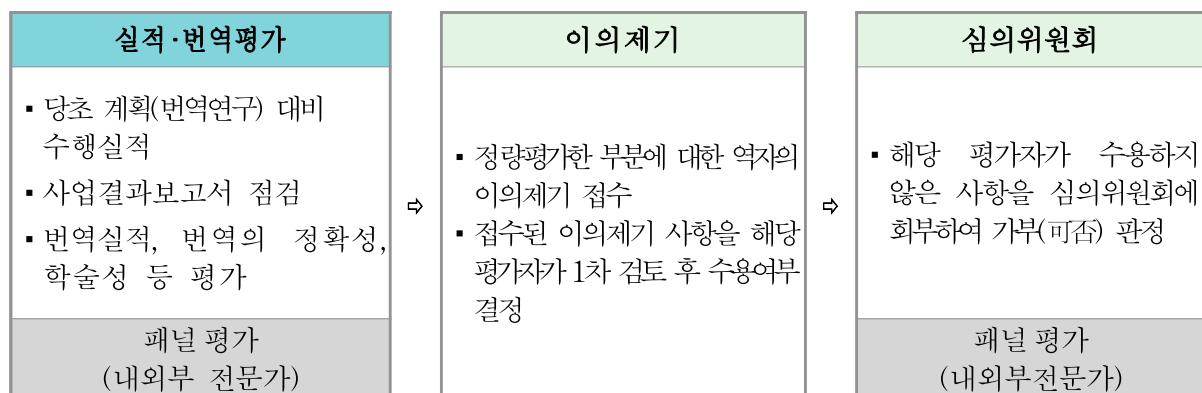 실적·번역평가
▪ 당초 계획(번역연구) 대비
수행실적
▪ 사업결과보고서 점검
▪ 번역실적, 번역의 정확성,
학술성 등 평가
패널 평가
(내외부 전문가)
⇨
이의제기
▪ 정량평가한 부분에 대한 역자의
이의제기 접수
▪ 접수된 이의제기 사항을 해당
평가자가 1차 검토 후 수용여부
결정
⇨
심의위원회
▪ 해당 평가자가 수용하지
않은 사항을 심의위원회에
회부하여 가부(可否) 판정
패널 평가
(내외부전문가)